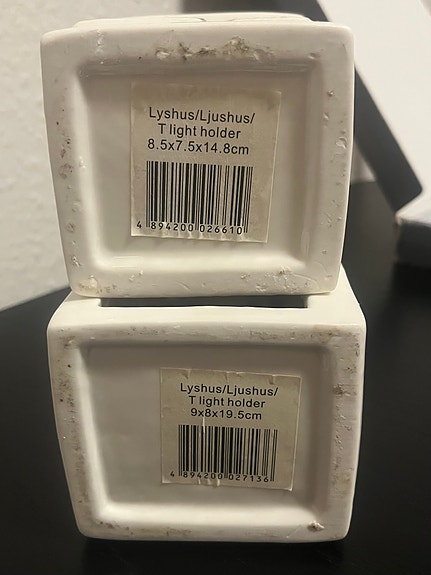 Lyshus/Ljushus/
T light holder
8.5x7.5x14.8cm
4 894200 026610
Lyshus/Ljushus/
T light holder
9x8x19.5cm
4 894200 027136